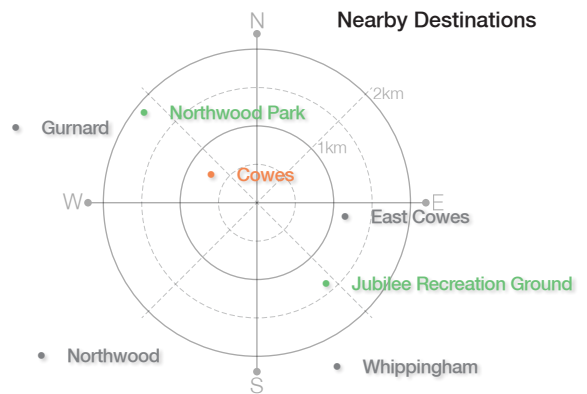 Nearby Destinations
N
2km
Northwood Park
Gurnard
1km
Cowes
W
E
East Cowes
Jubilee Recreation Ground
Northwood
Whippingham
S